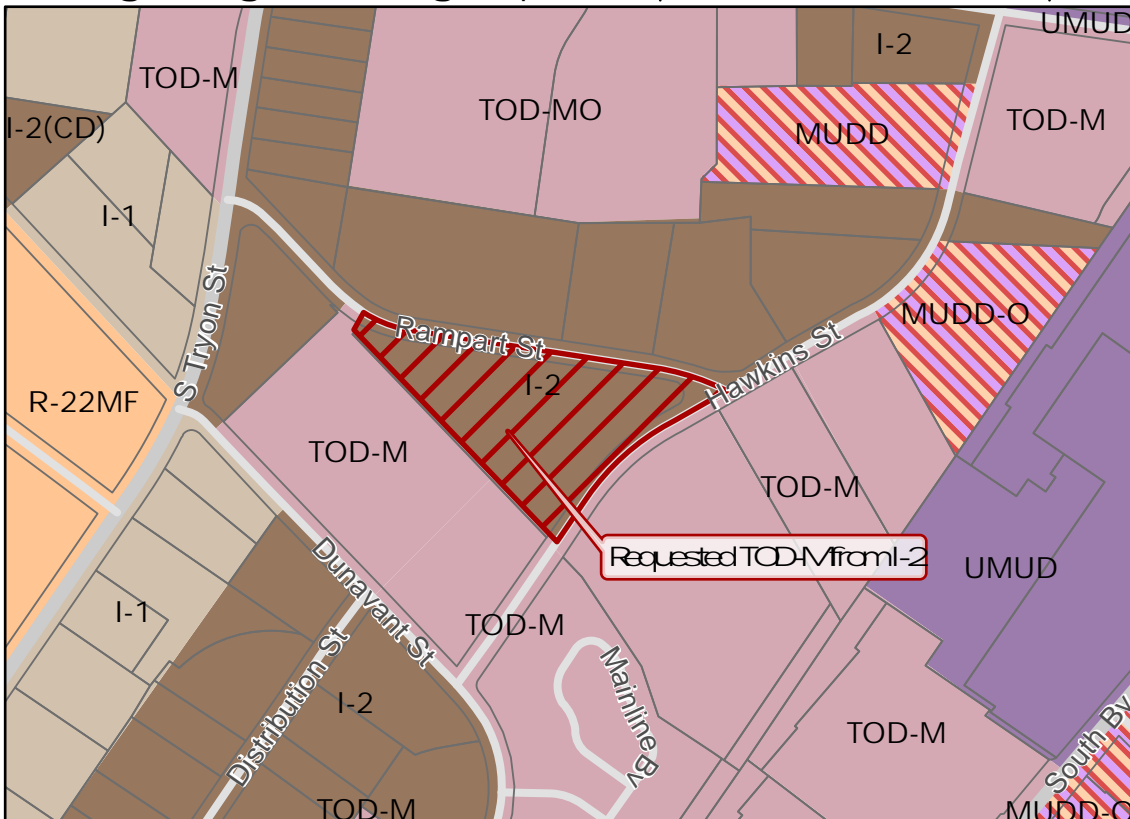 UMUD
I-2
TOD-M
TOD-MO
TOD-M
MUDD
I-2(CD)
I-1
S Tryon St
MUDD-O
Rampart St
Hawkins St
I-2
R-22MF
TOD-M
TOD-M
Requested TOD-M from I-2
UMUD
I-1
Dunavant St
TOD-M
Mainline Bv
Distribution St
I-2
TOD-M
South Bv
TOD-M
MUDD-O